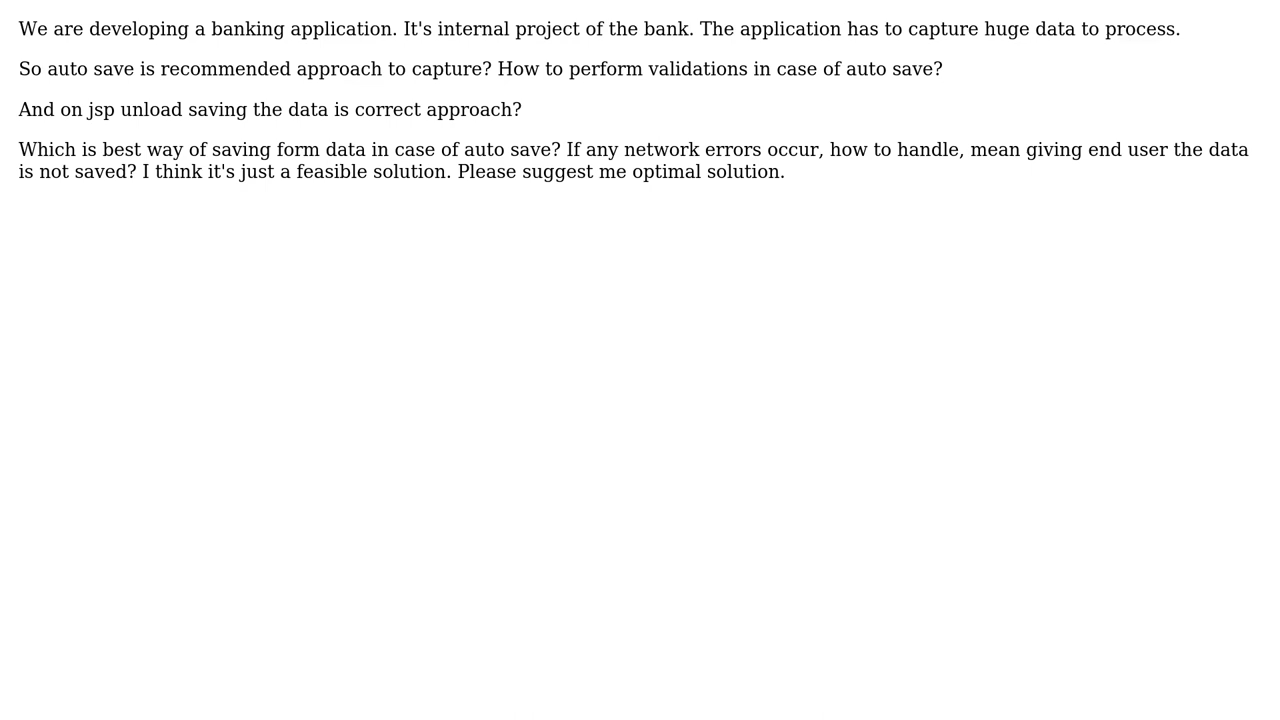 We are developing a banking application. It's internal project of the bank. The application has to capture huge data to process.
So auto save is recommended approach to capture? How to perform validations in case of auto save?
And on jsp unload saving the data is correct approach?
Which is best way of saving form data in case of auto save? If any network errors occur, how to handle, mean giving end user the data
is not saved? I think it's just a feasible solution. Please suggest me optimal solution.